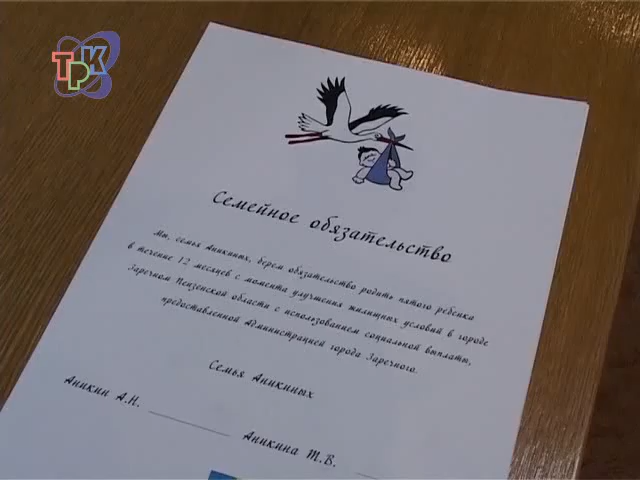 ТРК
Семейное обязательство
Мы, семья Аникиных, берем обязательство родить пятого ребенка
в течение 12 месяцев с момента улучшения жилищных условий в городе
Заречном Пензенской области с использованием социальной выплаты,
предоставленной Администрацией города Заречного.
Семья Аникиных
Аникин А.Н.
Аникина Т.В.